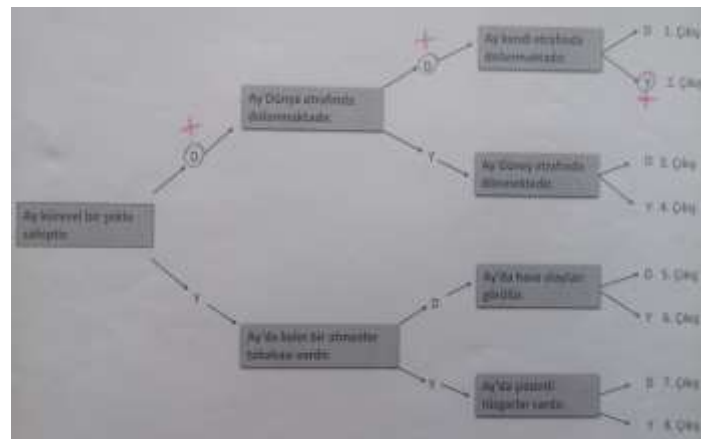 Ay küresel bir şekle
sahiptir.
D
Y
Ay Dünya etrafında
dolanmaktadır.
D
Y
Ay'da kalın bir atmosfer
tabakası vardır.
D
Y
Ay kendi etrafında
dolanmaktadır.
D 1. Çıkış
Y 2. Çıkış
Ay Güneş etrafında
dönmektedir.
D 3. Çıkış
Y 4. Çıkış
Ay'da hava olayları
görülür.
D 5. Çıkış
Y 6. Çıkış
Ay'da şiddetli
rüzgarlar vardır.
D 7. Çıkış
Y 8. Çıkış